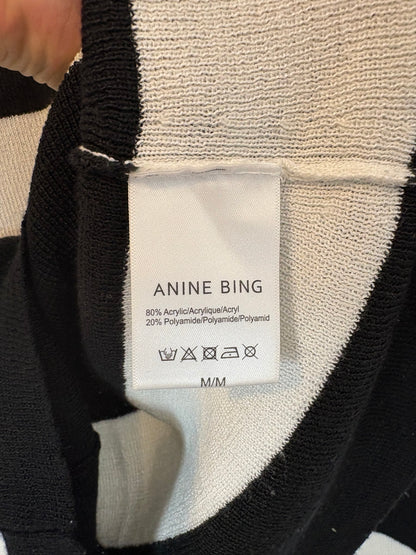 ANINE BING
80% Acrylic/Acrylique/Acryl
20% Polyamide/Polyamide/Polyamid
M/M